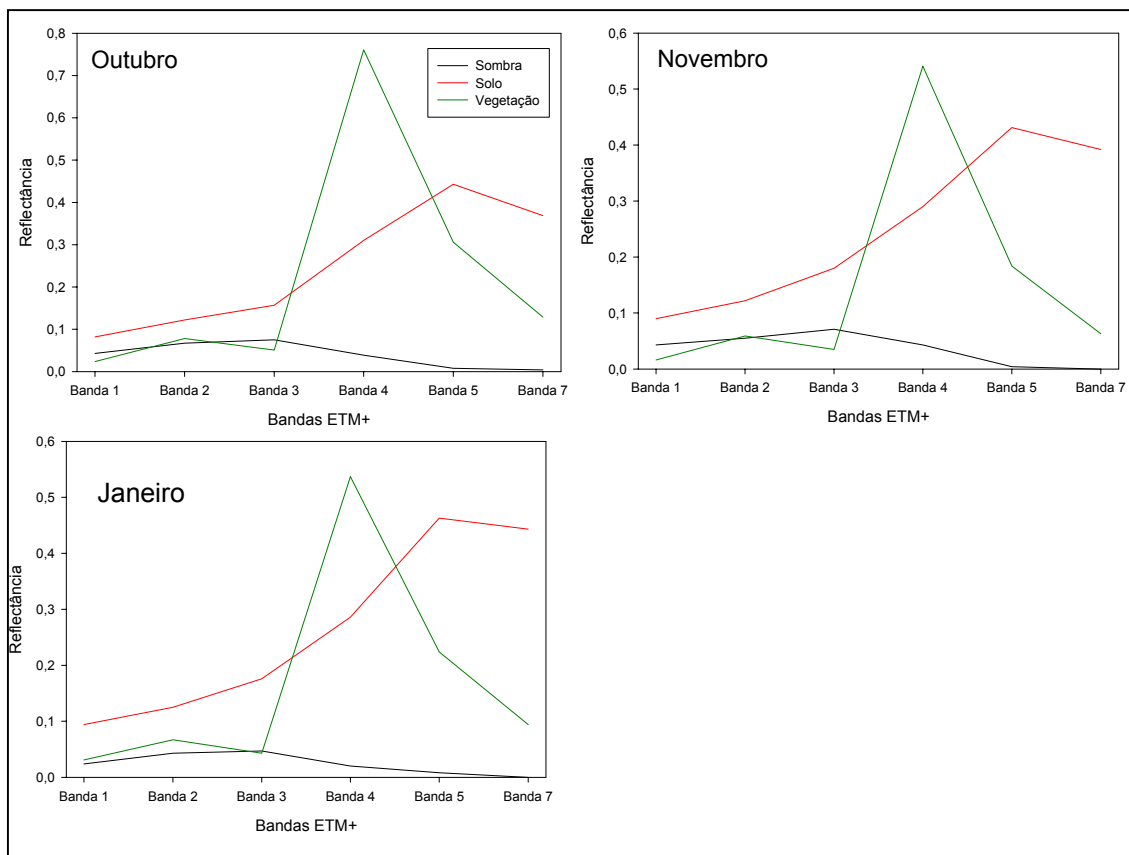 Outubro
Sombra
Solo
Vegetação
0,8
0,7
0,6
0,5
0,4
0,3
0,2
0,1
0,0
Reflectância
Banda 1 Banda 2 Banda 3 Banda 4 Banda 5 Banda 7
Bandas ETM+
Novembro
0,6
0,5
0,4
0,3
0,2
0,1
0,0
Reflectância
Banda 1 Banda 2 Banda 3 Banda 4 Banda 5 Banda 7
Bandas ETM+
Janeiro
0,6
0,5
0,4
0,3
0,2
0,1
0,0
Reflectância
Banda 1 Banda 2 Banda 3 Banda 4 Banda 5 Banda 7
Bandas ETM+